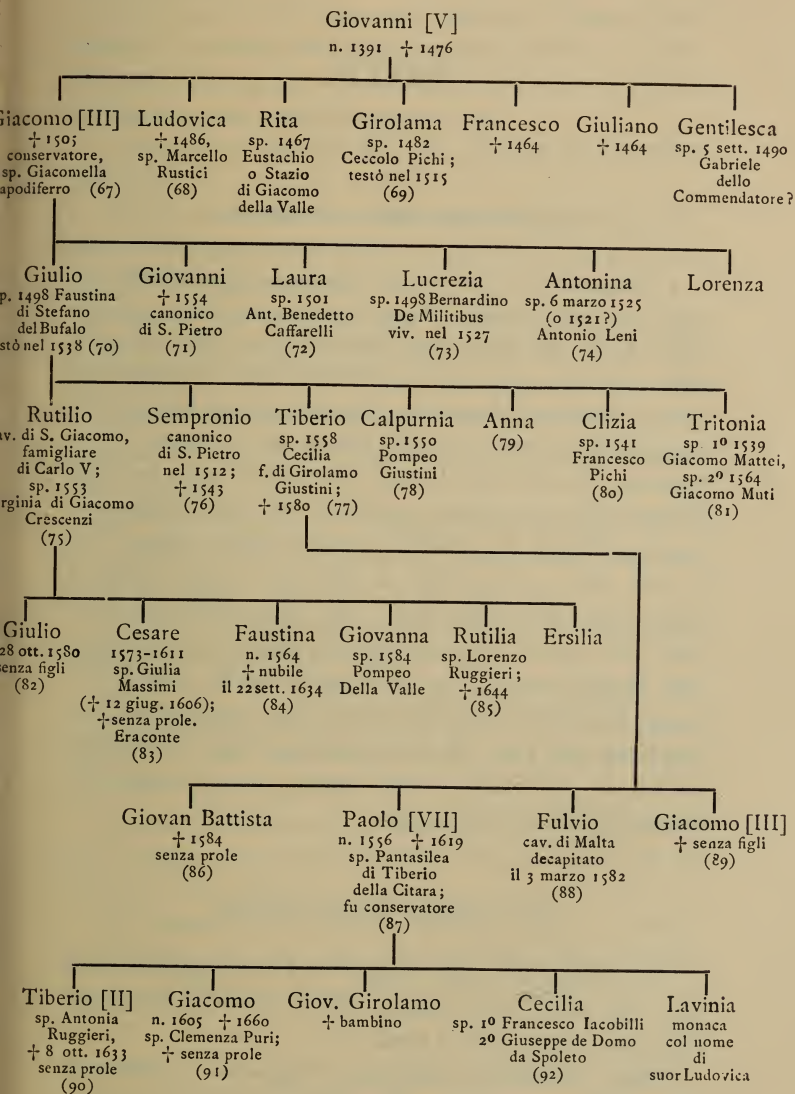 Giovanni [V]
n. 1391 ┼ 1476
Giacomo [III]
┼ 1505
conservatore,
sp. Giacomella
apodiferro (67)
Ludovica
┼ 1486,
sp. Marcello
Rustici
(68)
Rita
sp. 1467
Eustachio
o Stazio
di Giacomo
della Valle
Girolama
sp. 1482
Ceccolo Pichi ;
testò nel 1515
(69)
Francesco
┼ 1464
Giuliano
┼ 1464
Gentilesca
sp. 5 sett. 1490
Gabriele
dello
Commendatore ?
Giulio
p. 1498 Faustina
di Stefano
del Bufalo
stò nel 1538 (70)
Giovanni
┼ 1554
canonico
di S. Pietro
(71)
Laura
sp. 1501
Ant. Benedetto
Caffarelli
(72)
Lucrezia
sp. 1498 Bernardino
De Militibus
viv. nel 1527
(73)
Antonina
sp. 6 marzo 1525
(o 1521?)
Antonio Leni
(74)
Lorenza
Rutilio
av. di S. Giacomo,
famigliare
di Carlo V ;
sp. 1553
rginia di Giacomo
Crescenzi
(75)
Sempronio
canonico
di S. Pietro
nel 1512 ;
┼ 1543
(76)
Tiberio
sp. 1558
Cecilia
f. di Girolamo
Giustini ;
┼ 1580 (77)
Calpurnia
sp. 1550
Pompeo
Giustini
(78)
Anna
(79)
Clizia
sp. 1541
Francesco
Pichi
(80)
Tritonia
sp. 1º 1539
Giacomo Mattei,
sp. 2º 1564
Giacomo Muti
(81)
Giulio
28 ott. 1580
enza figli
(82)
Cesare
1573-1611
sp. Giulia
Massimi
(┼ 12 giug. 1606);
┼ senza prole.
Era conte
(83)
Faustina
n. 1564
┼ nubile
il 22 sett. 1634
(84)
Giovanna
sp. 1584
Pompeo
Della Valle
Rutilia
sp. Lorenzo
Ruggieri ;
┼ 1644
(85)
Ersilia
Giovan Battista
┼ 1584
senza prole
(86)
Paolo [VII]
n. 1556 ┼ 1619
sp. Pantasilea
di Tiberio
della Citara ;
fu conservatore
(87)
Fulvio
cav. di Malta
decapitato
il 3 marzo 1582
(88)
Giacomo [III]
┼ senza figli
(89)
Tiberio [II]
sp. Antonia
Ruggieri,
┼ 8 ott. 1633
senza prole
(90)
Giacomo
n. 1605 ┼ 1660
sp. Clemenza Puri;
┼ senza prole
(91)
Giov. Girolamo
┼ bambino
Cecilia
sp. 1º Francesco Iacobilli
2º Giuseppe de Domo
da Spoleto
(92)
Lavinia
monaca
col nome
di
suor Ludovica